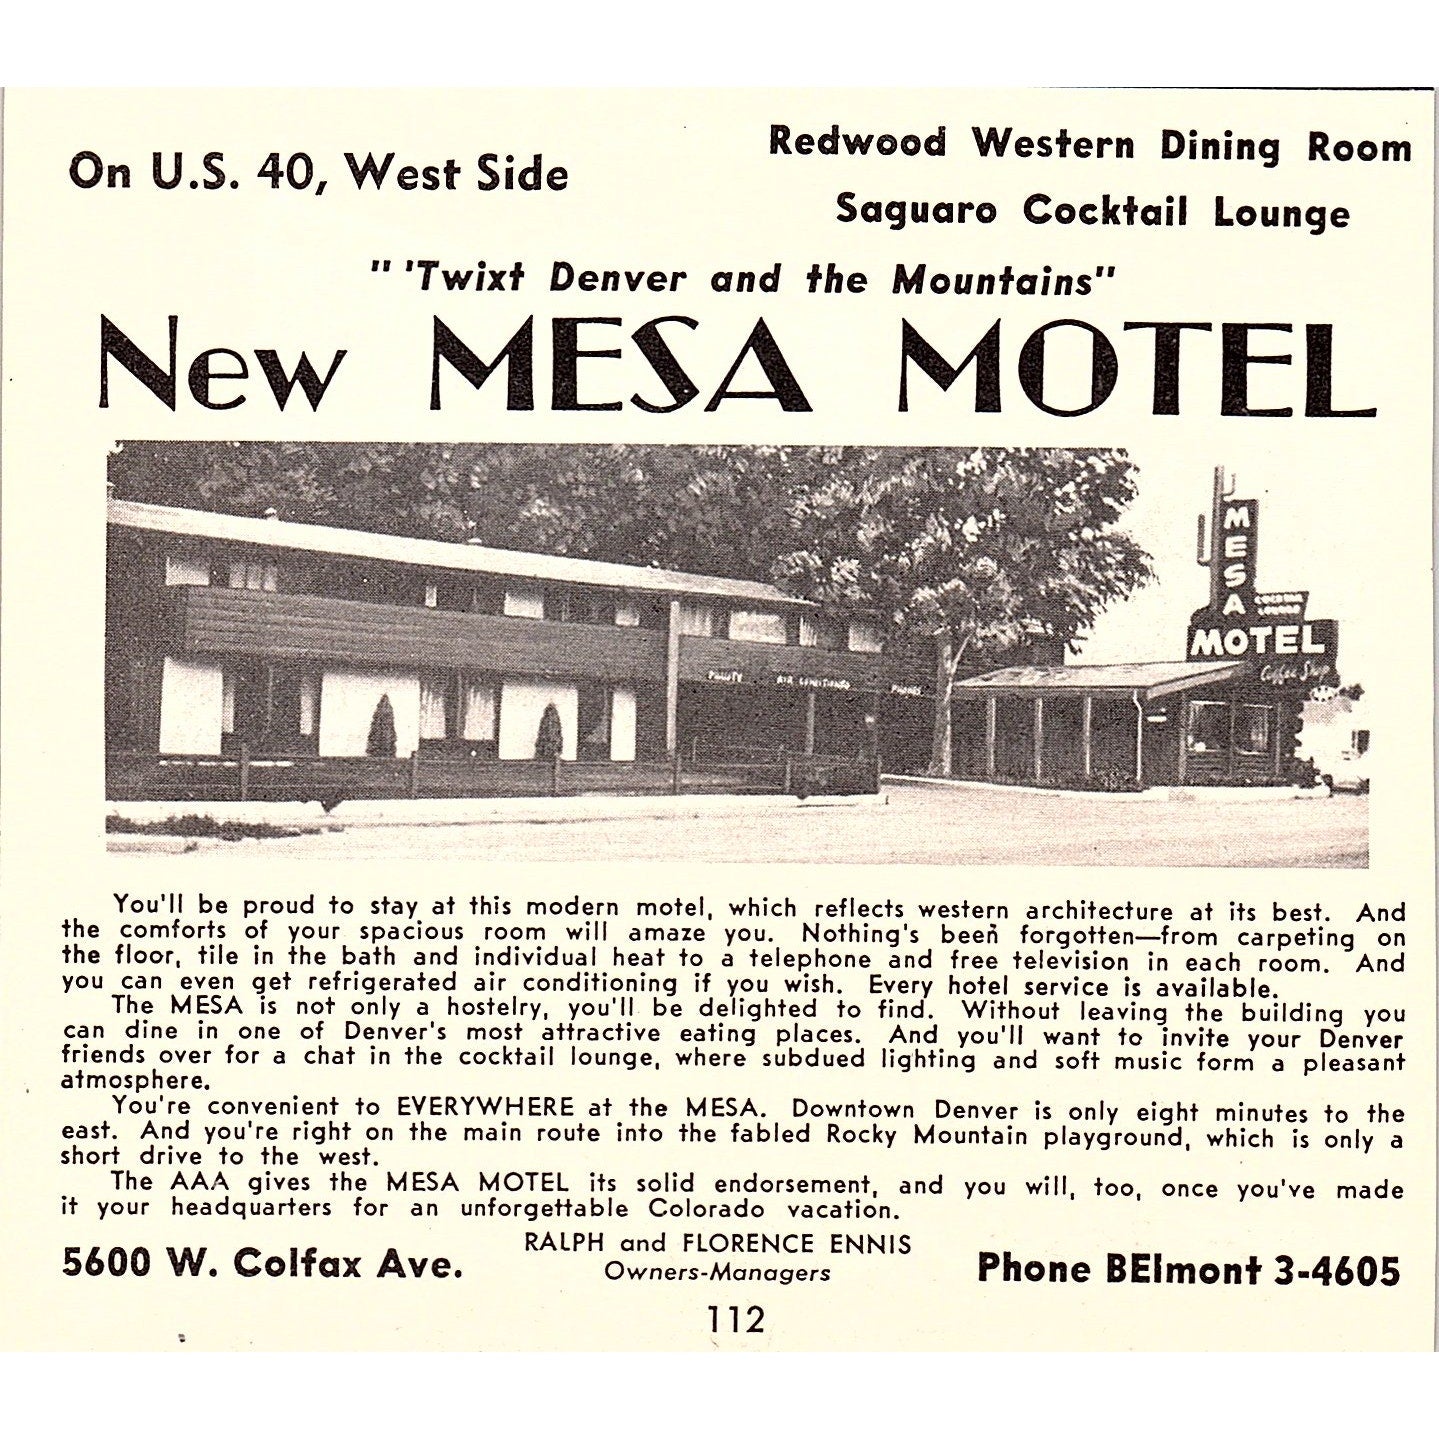 On U.S. 40, West Side
Redwood Western Dining Room
Saguaro Cocktail Lounge
" 'Twixt Denver and the Mountains"
New MESA MOTEL
MESA
COCKTAIL
LOUNGE
MOTEL
Coffee Shop
AIR CONDITIONED
PHONES
You'll be proud to stay at this modern motel, which reflects western architecture at its best. And
the comforts of your spacious room will amaze you. Nothing's been forgotten—from carpeting on
the floor, tile in the bath and individual heat to a telephone and free television in each room. And
you can even get refrigerated air conditioning if you wish. Every hotel service is available.
The MESA is not only a hostelry, you'll be delighted to find. Without leaving the building you
can dine in one of Denver's most attractive eating places. And you'll want to invite your Denver
friends over for a chat in the cocktail lounge, where subdued lighting and soft music form a pleasant
atmosphere.
You're convenient to EVERYWHERE at the MESA. Downtown Denver is only eight minutes to the
east. And you're right on the main route into the fabled Rocky Mountain playground, which is only a
short drive to the west.
The AAA gives the MESA MOTEL its solid endorsement, and you will, too, once you've made
it your headquarters for an unforgettable Colorado vacation.
5600 W. Colfax Ave.
RALPH and FLORENCE ENNIS
Owners-Managers
Phone BElmont 3-4605
112